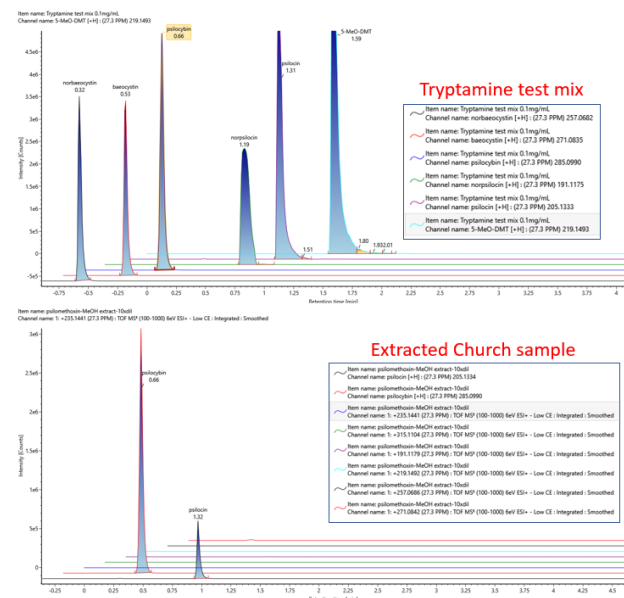 Item name: Tryptamine test mix 0.1mg/mL
Channel name: 5-MeO-DMT [+H] : (27.3 PPM) 219.1493
Intensity [Counts]
4.5e6
4e6
3.5e6
3e6
2.5e6
2e6
1.5e6
1e6
5e5
0
-5e5
norbaeocystin
0.32
baeocystin
0.53
psilocybin
0.66
norpsilocin
1.19
psilocin
1.31
1.51
5-MeO-DMT
1.59
1.80
1.932.01
Tryptamine test mix
Item name: Tryptamine test mix 0.1mg/mL
Channel name: norbaeocystin [+H] : (27.3 PPM) 257.0682
Item name: Tryptamine test mix 0.1mg/mL
Channel name: baeocystin [+H] : (27.3 PPM) 271.0835
Item name: Tryptamine test mix 0.1mg/mL
Channel name: psilocybin [+H] : (27.3 PPM) 285.0990
Item name: Tryptamine test mix 0.1mg/mL
Channel name: norpsilocin [+H] : (27.3 PPM) 191.1175
Item name: Tryptamine test mix 0.1mg/mL
Channel name: psilocin [+H] : (27.3 PPM) 205.1333
Item name: Tryptamine test mix 0.1mg/mL
Channel name: 5-MeO-DMT [+H] : (27.3 PPM) 219.1493
-0.75 -0.5 -0.25 0 0.25 0.5 0.75 1 1.25 1.5 1.75 2 2.25 2.5 2.75 3 3.25 3.5 3.75 4
Retention time [min]
Item name: psilomethoxin-MeOH extract-10xdil
Channel name: 1: +235.1441 (27.3 PPM) : TOF MSᴱ (100-1000) 6eV ESI+ - Low CE : Integrated : Smoothed
Intensity [Counts]
3e6
2.5e6
2e6
1.5e6
1e6
5e5
0
psilocybin
0.66
psilocin
1.32
Extracted Church sample
Item name: psilomethoxin-MeOH extract-10xdil
Channel name: psilocin [+H] : (27.3 PPM) 205.1334
Item name: psilomethoxin-MeOH extract-10xdil
Channel name: psilocybin [+H] : (27.3 PPM) 285.0990
Item name: psilomethoxin-MeOH extract-10xdil
Channel name: 1: +235.1441 (27.3 PPM) : TOF MSᴱ (100-1000) 6eV ESI+ - Low CE : Integrated : Smoothed
Item name: psilomethoxin-MeOH extract-10xdil
Channel name: 1: +315.1104 (27.3 PPM) : TOF MSᴱ (100-1000) 6eV ESI+ - Low CE : Integrated : Smoothed
Item name: psilomethoxin-MeOH extract-10xdil
Channel name: 1: +191.1179 (27.3 PPM) : TOF MSᴱ (100-1000) 6eV ESI+ - Low CE : Integrated : Smoothed
Item name: psilomethoxin-MeOH extract-10xdil
Channel name: 1: +219.1492 (27.3 PPM) : TOF MSᴱ (100-1000) 6eV ESI+ - Low CE : Integrated : Smoothed
Item name: psilomethoxin-MeOH extract-10xdil
Channel name: 1: +257.0686 (27.3 PPM) : TOF MSᴱ (100-1000) 6eV ESI+ - Low CE : Integrated : Smoothed
Item name: psilomethoxin-MeOH extract-10xdil
Channel name: 1: +271.0842 (27.3 PPM) : TOF MSᴱ (100-1000) 6eV ESI+ - Low CE : Integrated : Smoothed
-0.25 0 0.25 0.5 0.75 1 1.25 1.5 1.75 2 2.25 2.5 2.75 3 3.25 3.5 3.75 4 4.25 4.5